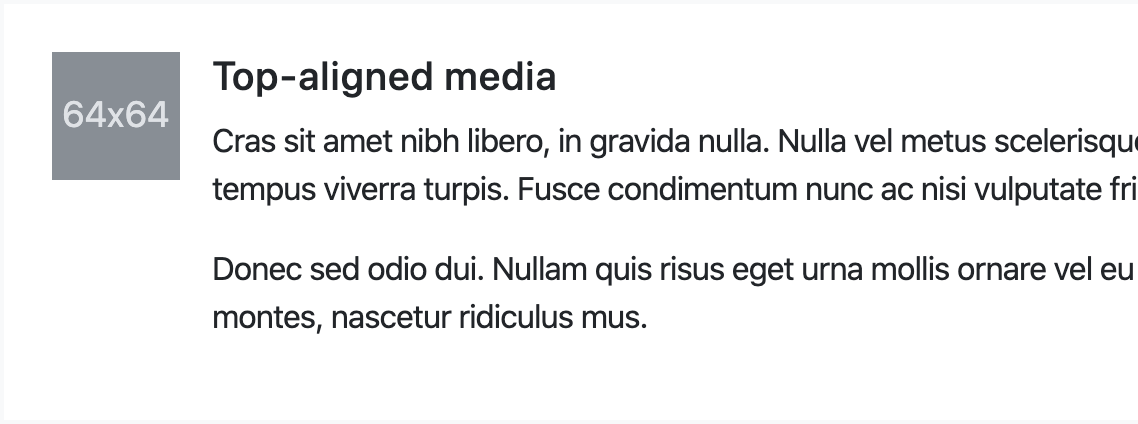 64x64
Top-aligned media
Cras sit amet nibh libero, in gravida nulla. Nulla vel metus scelerisque
tempus viverra turpis. Fusce condimentum nunc ac nisi vulputate fri
Donec sed odio dui. Nullam quis risus eget urna mollis ornare vel eu
montes, nascetur ridiculus mus.